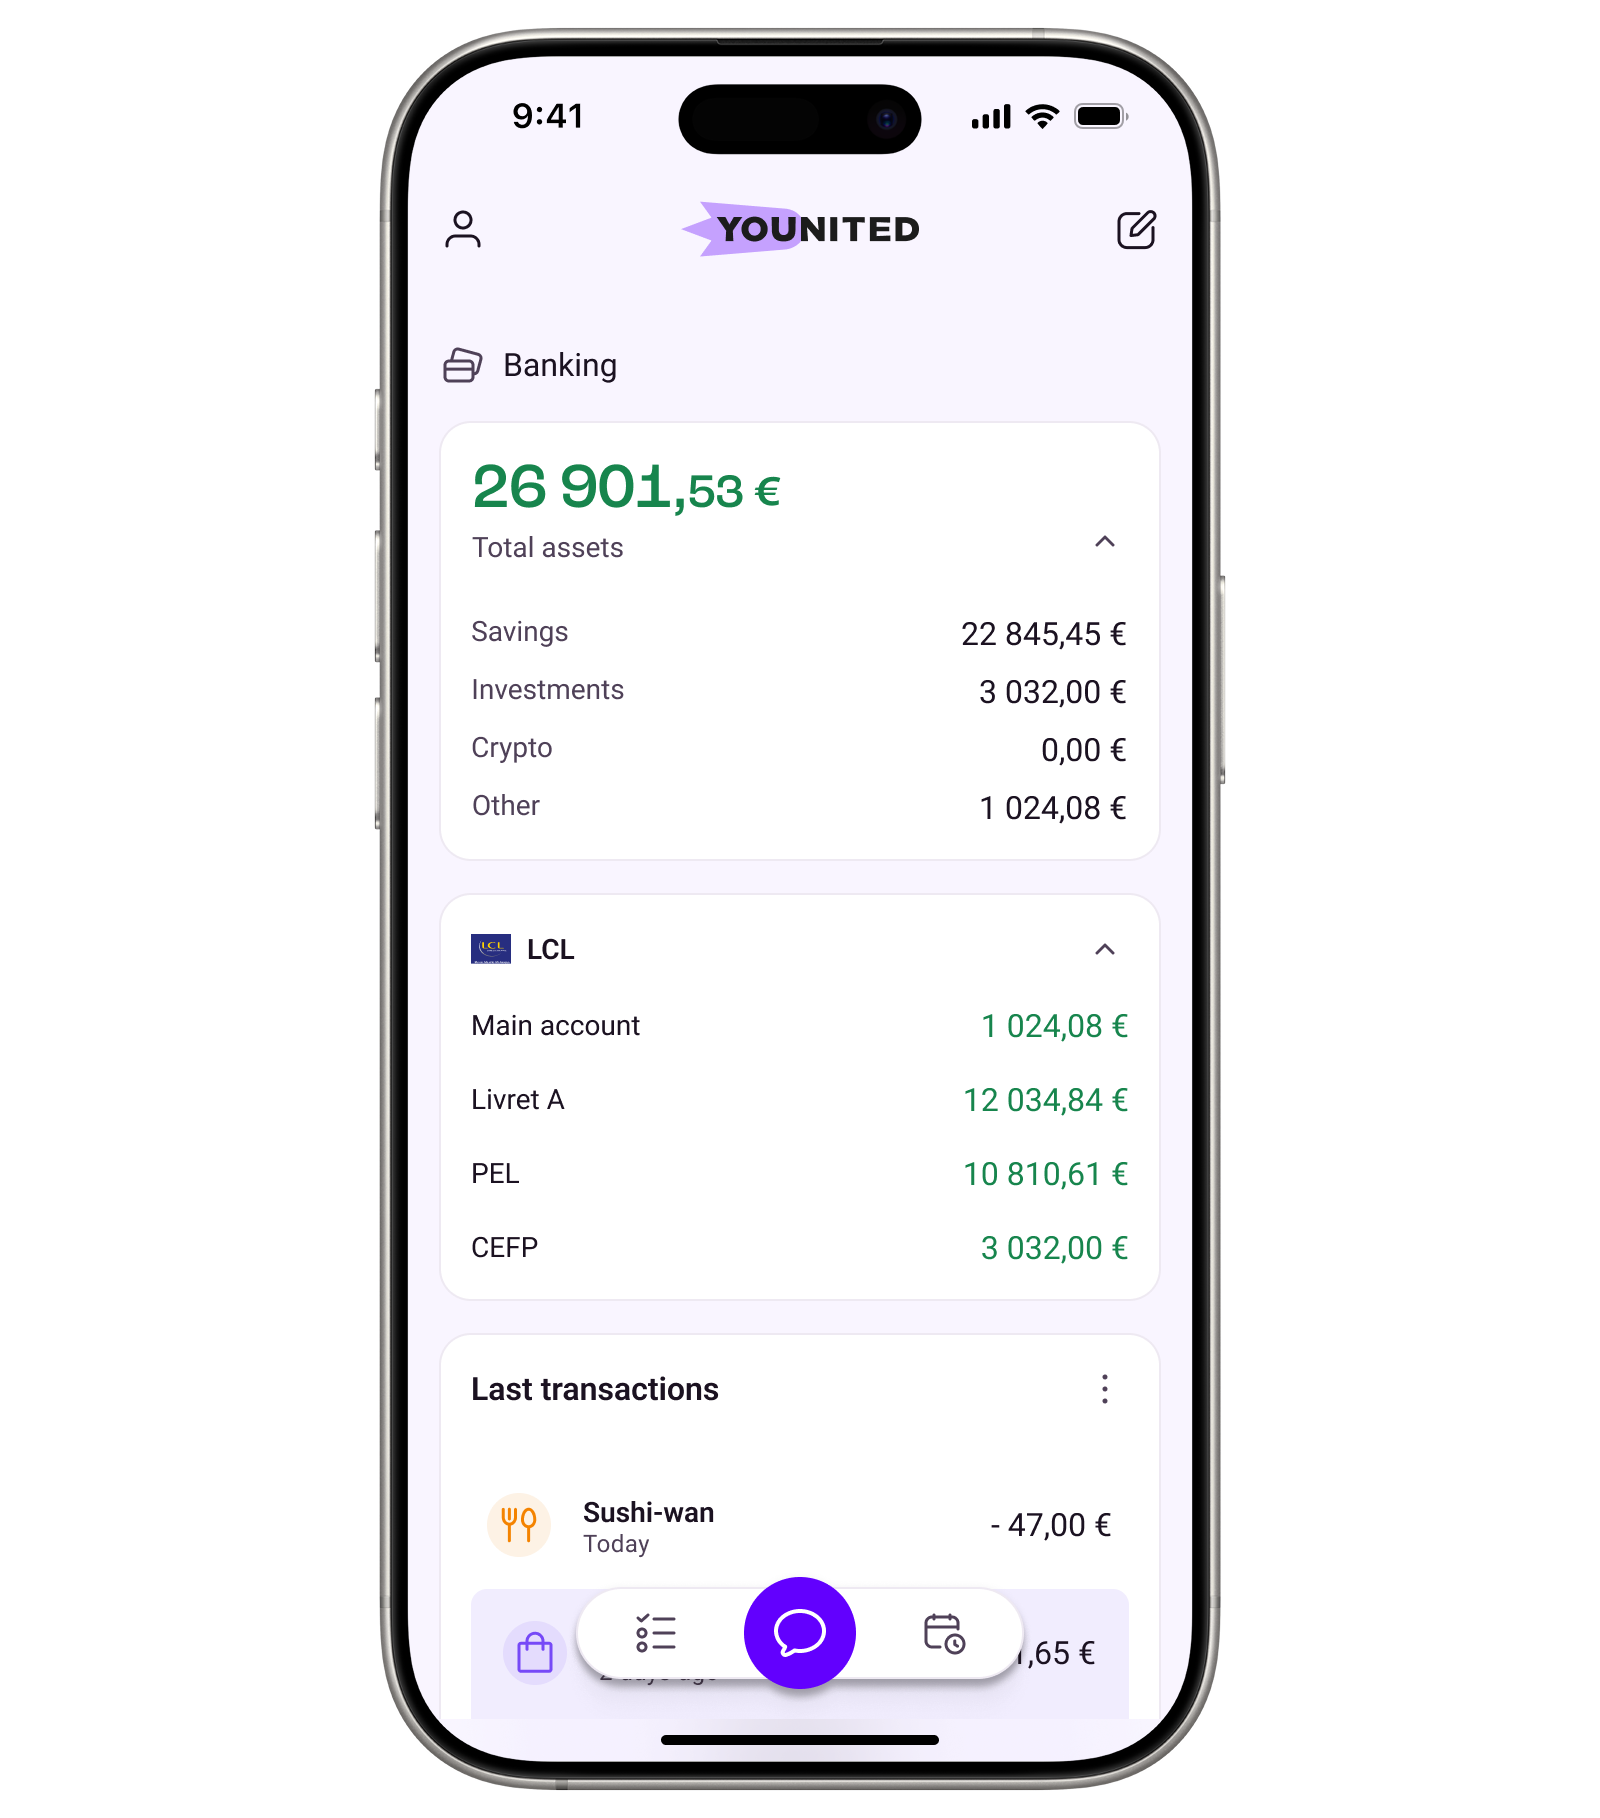 9:41
YOUNITED
Banking
26 901,53 €
Total assets
Savings 22 845,45 €
Investments 3 032,00 €
Crypto 0,00 €
Other 1 024,08 €
LCL LCL
Main account 1 024,08 €
Livret A 12 034,84 €
PEL 10 810,61 €
CEFP 3 032,00 €
Last transactions
Sushi-wan
Today
- 47,00 €
,65 €